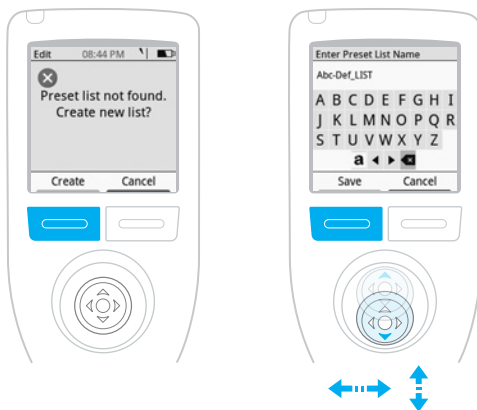 Edit 08:44 PM
Preset list not found.
Create new list?
Create Cancel
Enter Preset List Name
Abc-Def_LIST
A B C D E F G H I
J K L M N O P Q R
S T U V W X Y Z
a
Save Cancel